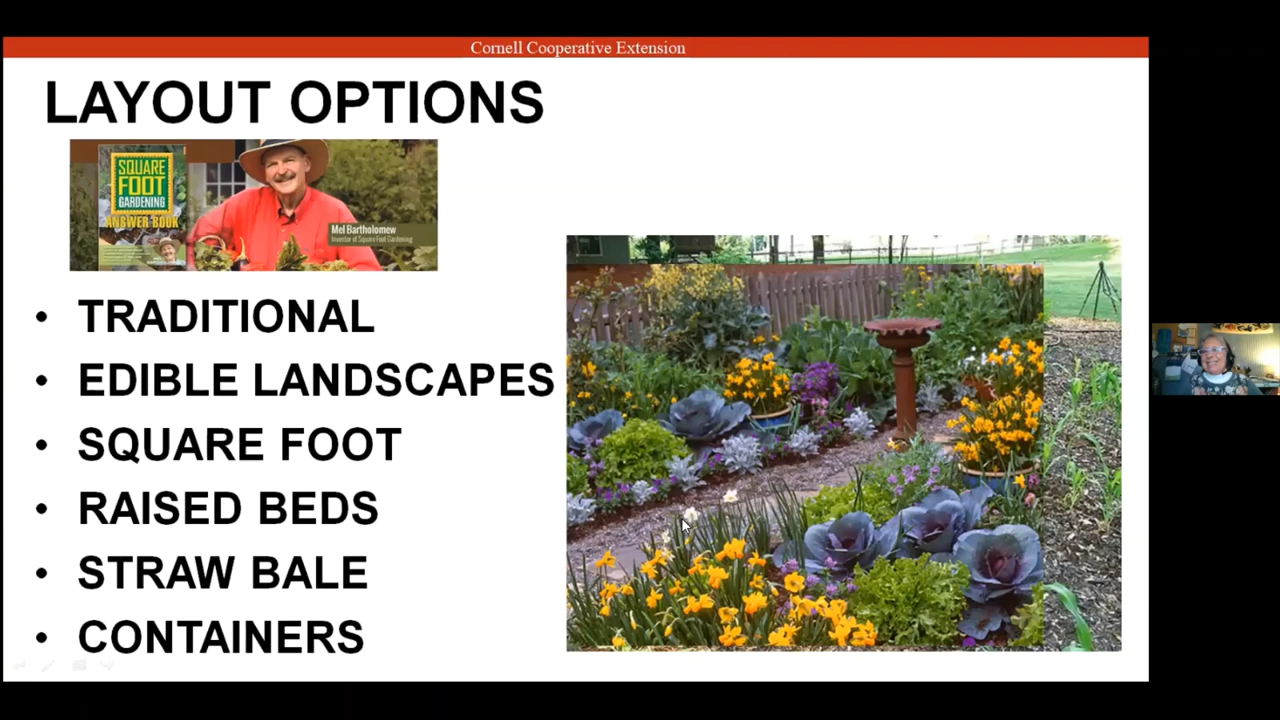 Cornell Cooperative Extension
LAYOUT OPTIONS
SQUARE
FOOT
GARDENING
ANSWER BOOK
Mel Bartholomew
Inventor of Square Foot Gardening
• TRADITIONAL
• EDIBLE LANDSCAPES
• SQUARE FOOT
• RAISED BEDS
• STRAW BALE
• CONTAINERS